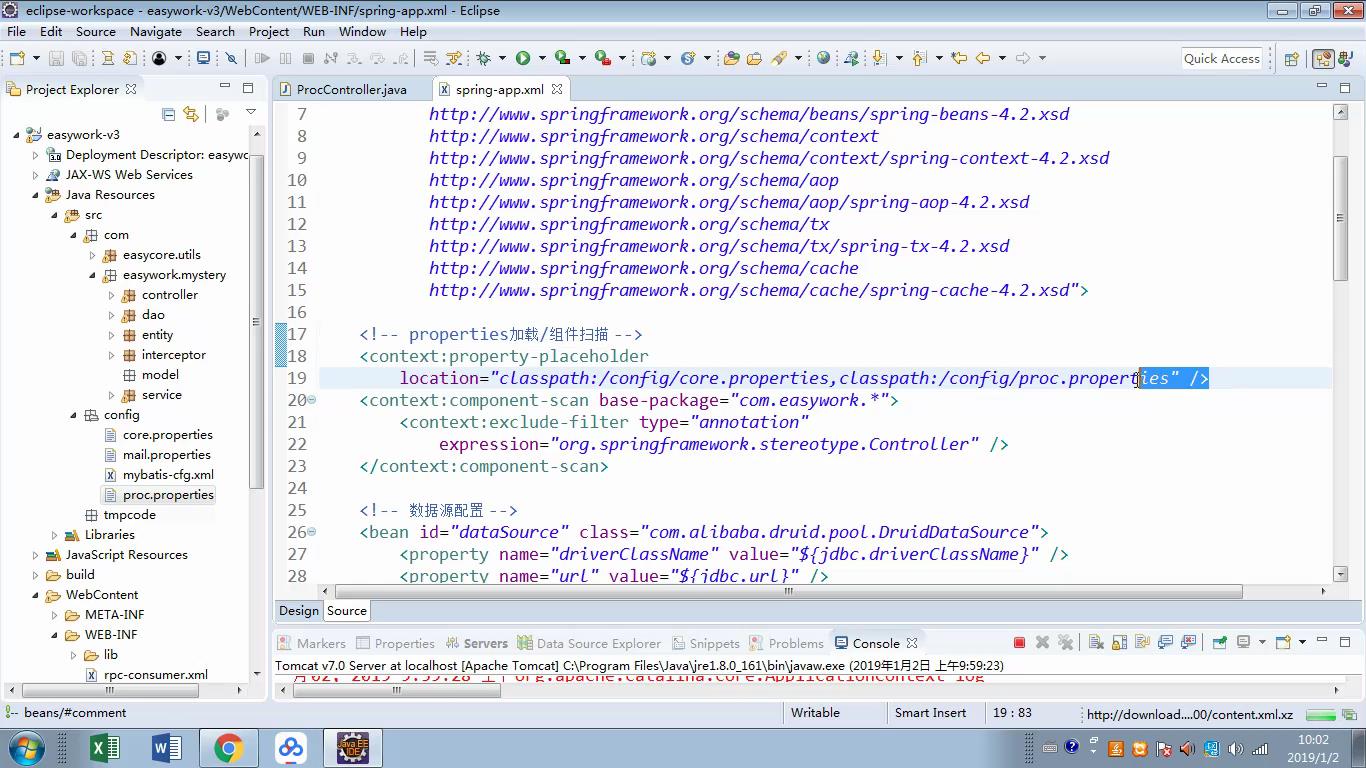 eclipse-workspace - easywork-v3/WebContent/WEB-INF/spring-app.xml - Eclipse
File Edit Source Navigate Search Project Run Window Help
Quick Access
Project Explorer
easywork-v3
Deployment Descriptor: easywo
JAX-WS Web Services
Java Resources
src
com
easycore.utils
easywork.mystery
controller
dao
entity
interceptor
model
service
config
core.properties
mail.properties
mybatis-cfg.xml
proc.properties
tmpcode
Libraries
JavaScript Resources
build
WebContent
META-INF
WEB-INF
lib
rpc-consumer.xml
ProcController.java
spring-app.xml
7 http://www.springframework.org/schema/beans/spring-beans-4.2.xsd
8 http://www.springframework.org/schema/context
9 http://www.springframework.org/schema/context/spring-context-4.2.xsd
10 http://www.springframework.org/schema/aop
11 http://www.springframework.org/schema/aop/spring-aop-4.2.xsd
12 http://www.springframework.org/schema/tx
13 http://www.springframework.org/schema/tx/spring-tx-4.2.xsd
14 http://www.springframework.org/schema/cache
15 http://www.springframework.org/schema/cache/spring-cache-4.2.xsd">
16
17 <!-- properties加载/组件扫描 -->
18 <context:property-placeholder
19 location="classpath:/config/core.properties,classpath:/config/proc.properties" />
20 <context:component-scan base-package="com.easywork.*">
21 <context:exclude-filter type="annotation"
22 expression="org.springframework.stereotype.Controller" />
23 </context:component-scan>
24
25 <!-- 数据源配置 -->
26 <bean id="dataSource" class="com.alibaba.druid.pool.DruidDataSource">
27 <property name="driverClassName" value="${jdbc.driverClassName}" />
28 <property name="url" value="${jdbc.url}" />
Design Source
Markers Properties Servers Data Source Explorer Snippets Problems Console
Tomcat v7.0 Server at localhost [Apache Tomcat] C:\Program Files\Java\jre1.8.0_161\bin\javaw.exe (2019年1月2日 上午9:59:23)
月02, 2019 9:59:28 上午 org.apache.catalina.core.ApplicationContext log
beans/#comment
Writable
Smart Insert
19 : 83
http://download....00/content.xml.xz
Java EE
IDE
10:02
2019/1/2